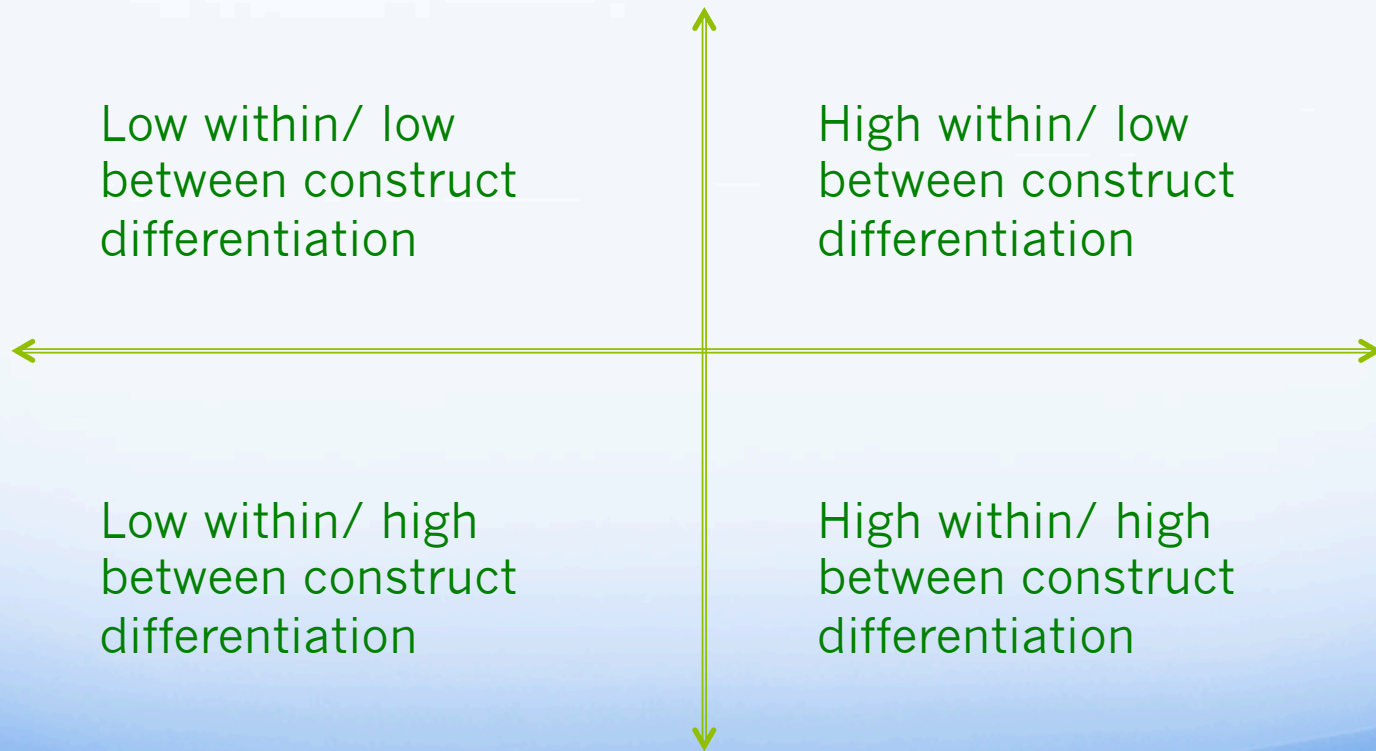 Low within/ low
between construct
differentiation
High within/ low
between construct
differentiation
Low within/ high
between construct
differentiation
High within/ high
between construct
differentiation